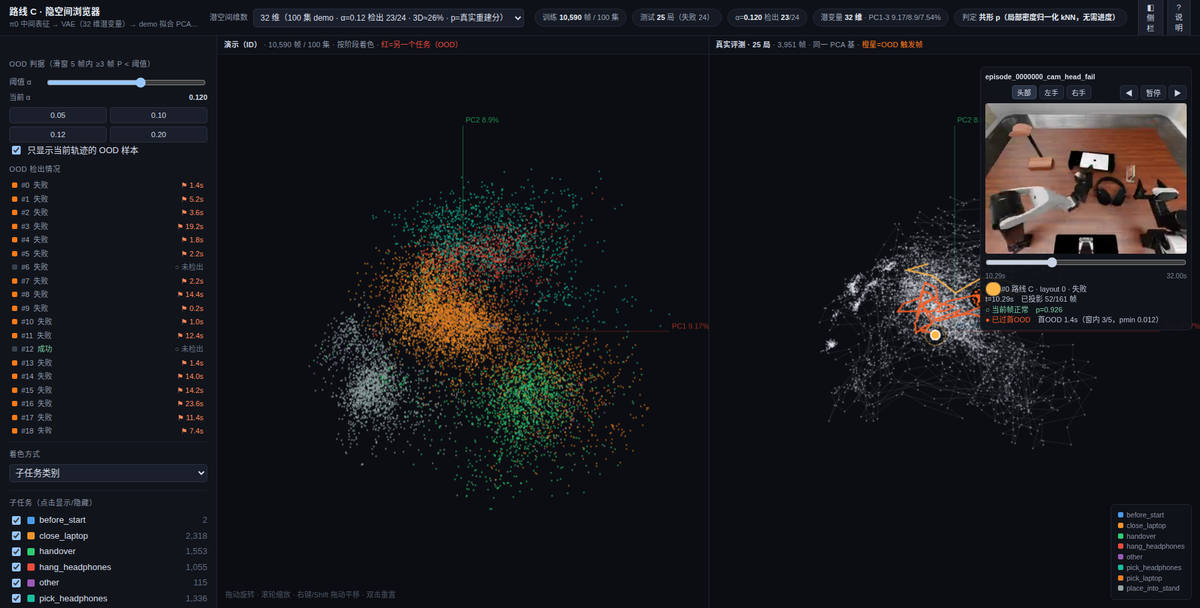 路线 C · 隐空间浏览器
π0 中间表征 → VAE（32 维潜变量）→ demo 拟合 PCA…
潜空间维数
32 维（100 集 demo · α=0.12 检出 23/24 · 3D≈26% · p=真实重建分）
训练 10,590 帧 / 100 集
测试 25 局（失败 24）
α=0.120 检出 23/24
潜变量 32 维 · PC1-3 9.17/8.9/7.54%
判定 共形 p（局部密度归一化 kNN，无需进度）
◧ 侧栏
? 说明
OOD 判据（滑窗 5 帧内 ≥3 帧 P < 阈值）
阈值 α
当前 α 0.120
0.05 0.10
0.12 0.20
只显示当前轨迹的 OOD 样本
OOD 检出情况
#0 失败 ⚑ 1.4s
#1 失败 ⚑ 5.2s
#2 失败 ⚑ 3.6s
#3 失败 ⚑ 19.2s
#4 失败 ⚑ 1.8s
#5 失败 ⚑ 2.2s
#6 失败 ○ 未检出
#7 失败 ⚑ 2.2s
#8 失败 ⚑ 14.4s
#9 失败 ⚑ 0.2s
#10 失败 ⚑ 1.0s
#11 失败 ⚑ 12.4s
#12 成功 ○ 未检出
#13 失败 ⚑ 1.4s
#14 失败 ⚑ 14.0s
#15 失败 ⚑ 14.2s
#16 失败 ⚑ 23.6s
#17 失败 ⚑ 11.4s
#18 失败 ⚑ 7.4s
着色方式
子任务类别
子任务（点击显示/隐藏）
before_start 2
close_laptop 2,318
handover 1,553
hang_headphones 1,055
other 115
pick_headphones 1,336
演示（ID） · 10,590 帧 / 100 集 · 按阶段着色 · 红=另一个任务（OOD）
PC2 8.9%
PC1 9.17%
拖动旋转 · 滚轮缩放 · 右键/Shift 拖动平移 · 双击重置
真实评测 · 25 局 · 3,951 帧 · 同一 PCA 基 · 橙星=OOD 触发帧
PC2 8.
episode_0000000_cam_head_fail
头部 左手 右手 ◀ 暂停 ▶
10.29s 32.00s
#0 路线 C · layout 0 · 失败
t=10.29s 已投影 52/161 帧
○ 当前帧正常 p=0.926
● 已过首OOD 首OOD 1.4s（窗内 3/5，pmin 0.012）
before_start
close_laptop
handover
hang_headphones
other
pick_headphones
pick_laptop
place_into_stand